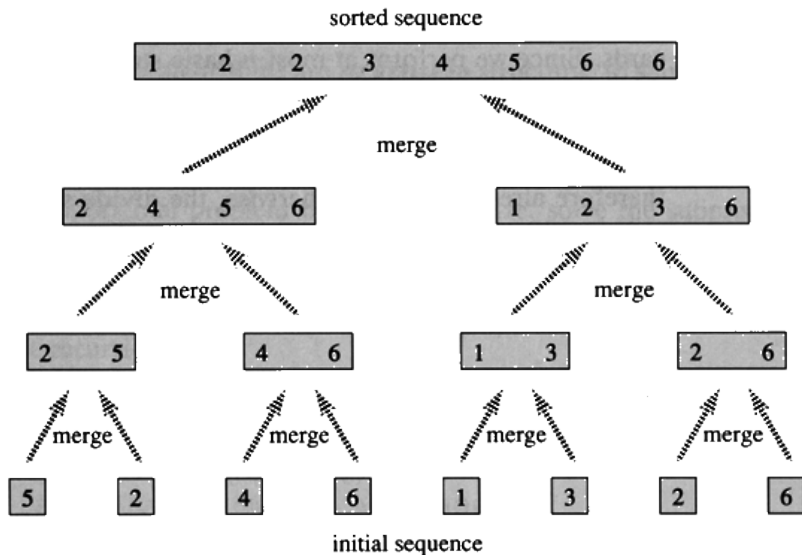 sorted sequence
1 2 2 3 4 5 6 6
merge
2 4 5 6 1 2 3 6
merge merge
2 5 4 6 1 3 2 6
merge merge merge merge
5 2 4 6 1 3 2 6
initial sequence